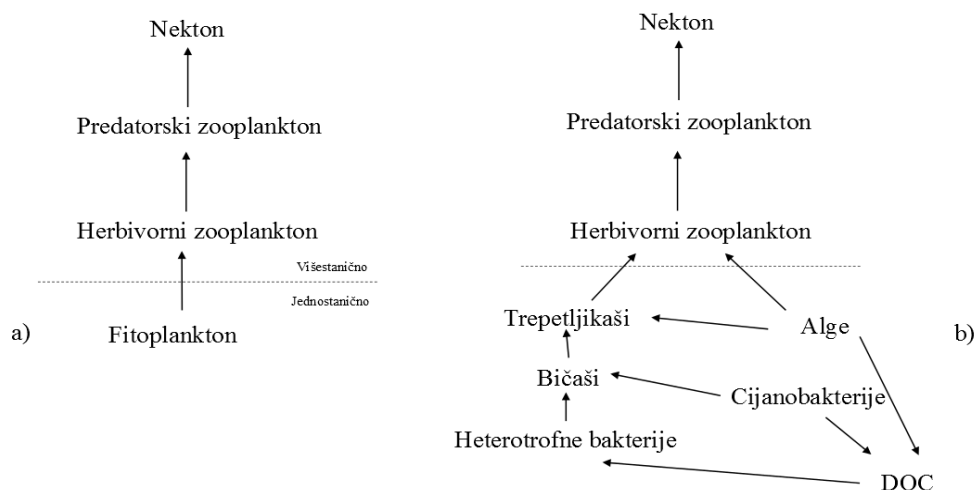 Nekton
Predatorski zooplankton
Herbivorni zooplankton
Višestanično
Jednostanično
a)
Fitoplankton
Nekton
Predatorski zooplankton
Herbivorni zooplankton
Trepetljikaši
Alge
b)
Bičaši
Cijanobakterije
Heterotrofne bakterije
DOC